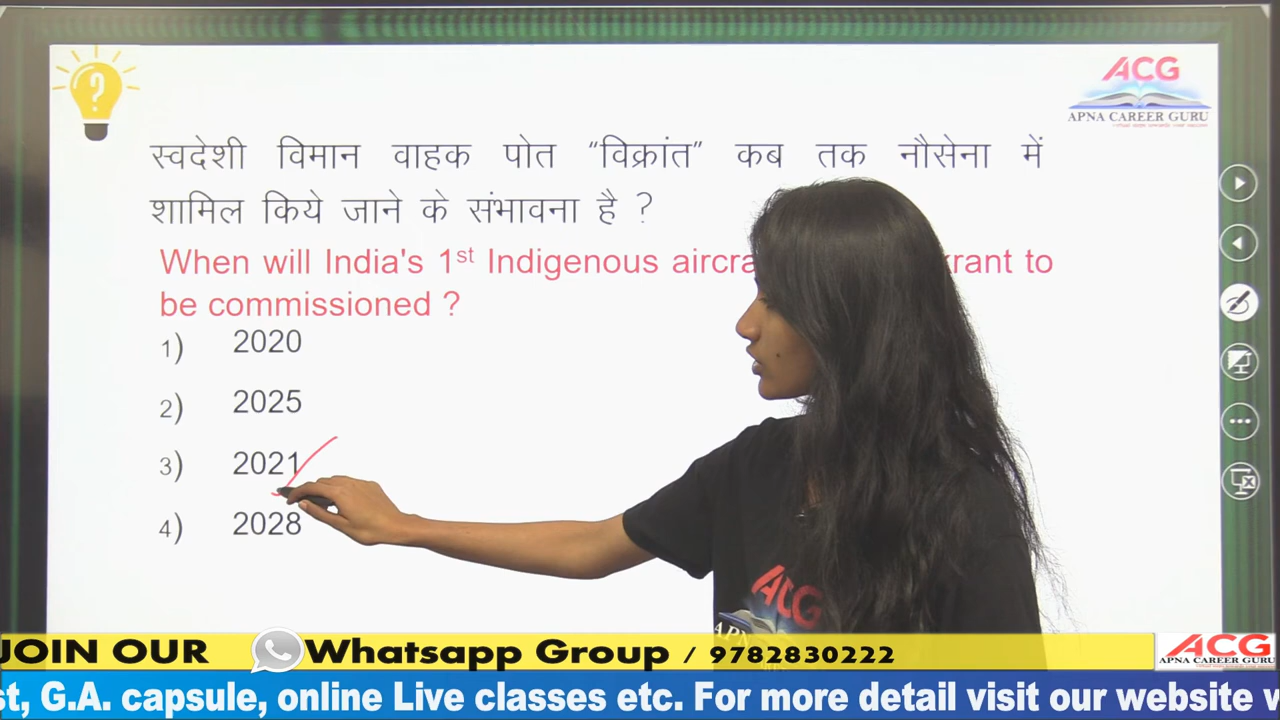 ACG
APNA CAREER GURU
स्वदेशी विमान वाहक पोत “विक्रांत” कब तक नौसेना में
शामिल किये जाने के संभावना है ?
When will India's 1st Indigenous aircra krant to
be commissioned ?
1) 2020
2) 2025
3) 2021
4) 2028
ACG
JOIN OUR Whatsapp Group / 9782830222
ACG
APNA CAREER GURU
st, G.A. capsule, online Live classes etc. For more detail visit our website